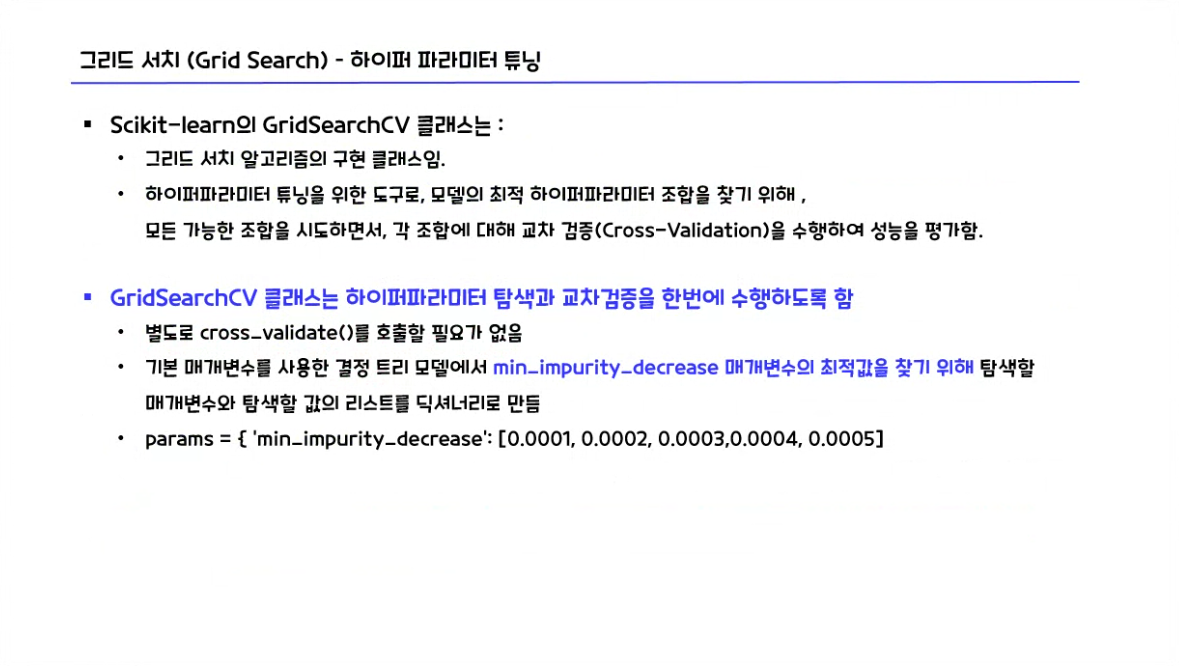 그리드 서치 (Grid Search) - 하이퍼 파라미터 튜닝
▪ Scikit-learn의 GridSearchCV 클래스는 :
• 그리드 서치 알고리즘의 구현 클래스임.
• 하이퍼파라미터 튜닝을 위한 도구로, 모델의 최적 하이퍼파라미터 조합을 찾기 위해 ,
모든 가능한 조합을 시도하면서, 각 조합에 대해 교차 검증(Cross-Validation)을 수행하여 성능을 평가함.
▪ GridSearchCV 클래스는 하이퍼파라미터 탐색과 교차검증을 한번에 수행하도록 함
• 별도로 cross_validate()를 호출할 필요가 없음
• 기본 매개변수를 사용한 결정 트리 모델에서 min_impurity_decrease 매개변수의 최적값을 찾기 위해 탐색할
매개변수와 탐색할 값의 리스트를 딕셔너리로 만듬
• params = { 'min_impurity_decrease': [0.0001, 0.0002, 0.0003,0.0004, 0.0005]